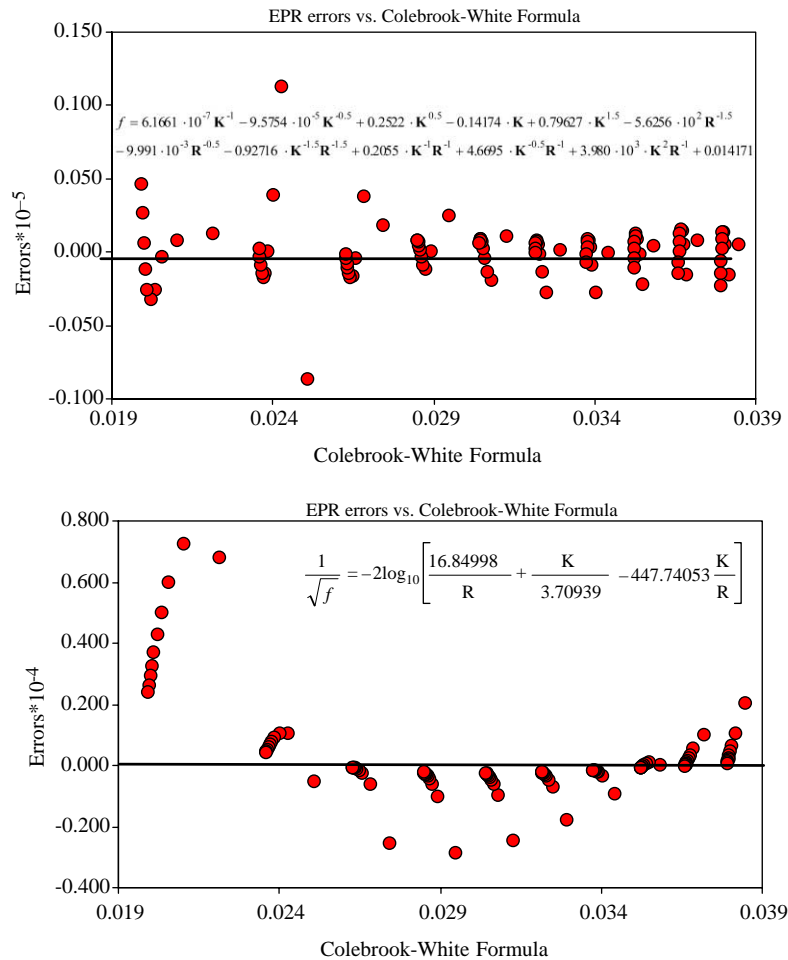 EPR errors vs. Colebrook-White Formula
0.150
0.100
0.050
0.000
-0.050
-0.100
Errors*10⁻⁵
f = 6.1661 ·10⁻⁷ K⁻¹ −9.5754 ·10⁻⁵ K⁻⁰·⁵ +0.2522 · K⁰·⁵ −0.14174 · K +0.79627 · K¹·⁵ −5.6256 ·10² R⁻¹·⁵
−9.991·10⁻³ R⁻⁰·⁵ −0.92716 · K⁻¹·⁵R⁻¹·⁵ +0.2055 · K⁻¹R⁻¹ +4.6695 · K⁻⁰·⁵R⁻¹ +3.980·10³ · K²R⁻¹ +0.014171
0.019 0.024 0.029 0.034 0.039
Colebrook-White Formula
EPR errors vs. Colebrook-White Formula
0.800
0.600
0.400
0.200
0.000
-0.200
-0.400
Errors*10⁻⁴
1/√f = −2log₁₀[16.84998/R + K/3.70939 −447.74053 K/R]
0.019 0.024 0.029 0.034 0.039
Colebrook-White Formula